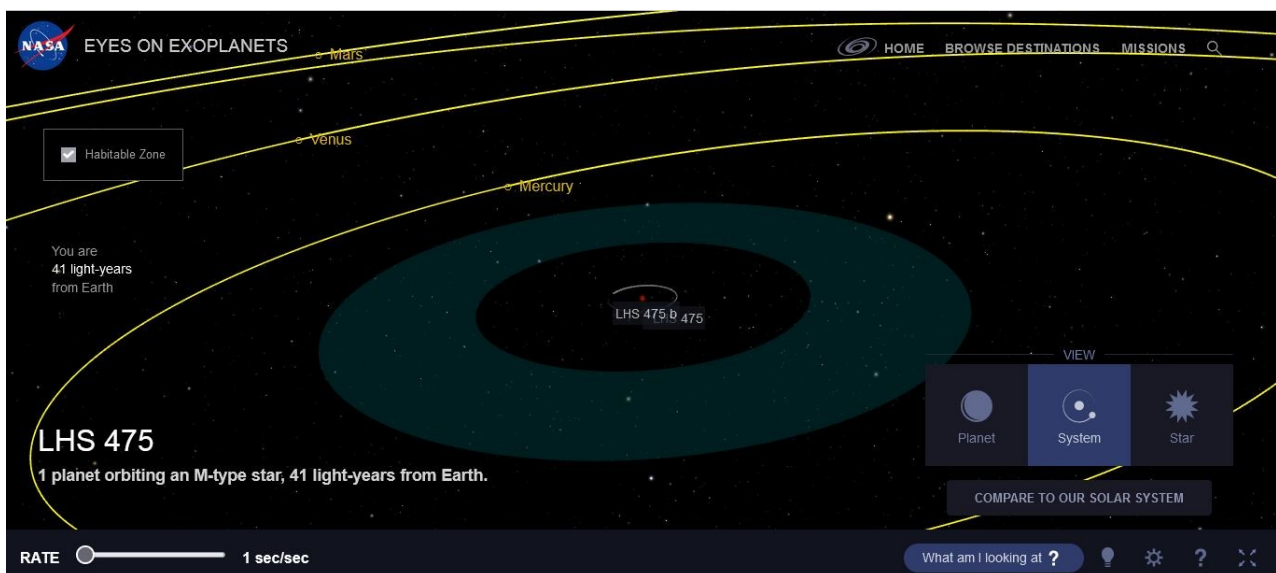 NASA
EYES ON EXOPLANETS
HOME BROWSE DESTINATIONS MISSIONS
Mars
Venus
Habitable Zone
Mercury
You are
41 light-years
from Earth
LHS 475 b
LHS 475
VIEW
Planet System Star
LHS 475
1 planet orbiting an M-type star, 41 light-years from Earth.
COMPARE TO OUR SOLAR SYSTEM
RATE 1 sec/sec
What am I looking at ?
?